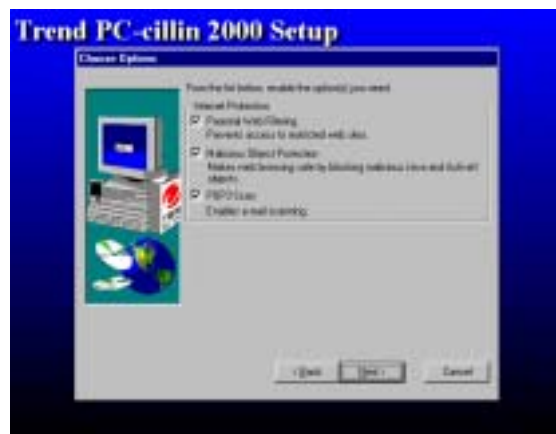 Trend PC-cillin 2000 Setup
Choose Options
From the list below, enable the option(s) you need.
Internet Protection
Personal Web Filtering
Prevents access to restricted web sites.
Malicious Object Protection
Makes web browsing safe by blocking malicious Java and ActiveX
objects.
POP3 Scan
Enables e-mail scanning.
< Back
Next >
Cancel